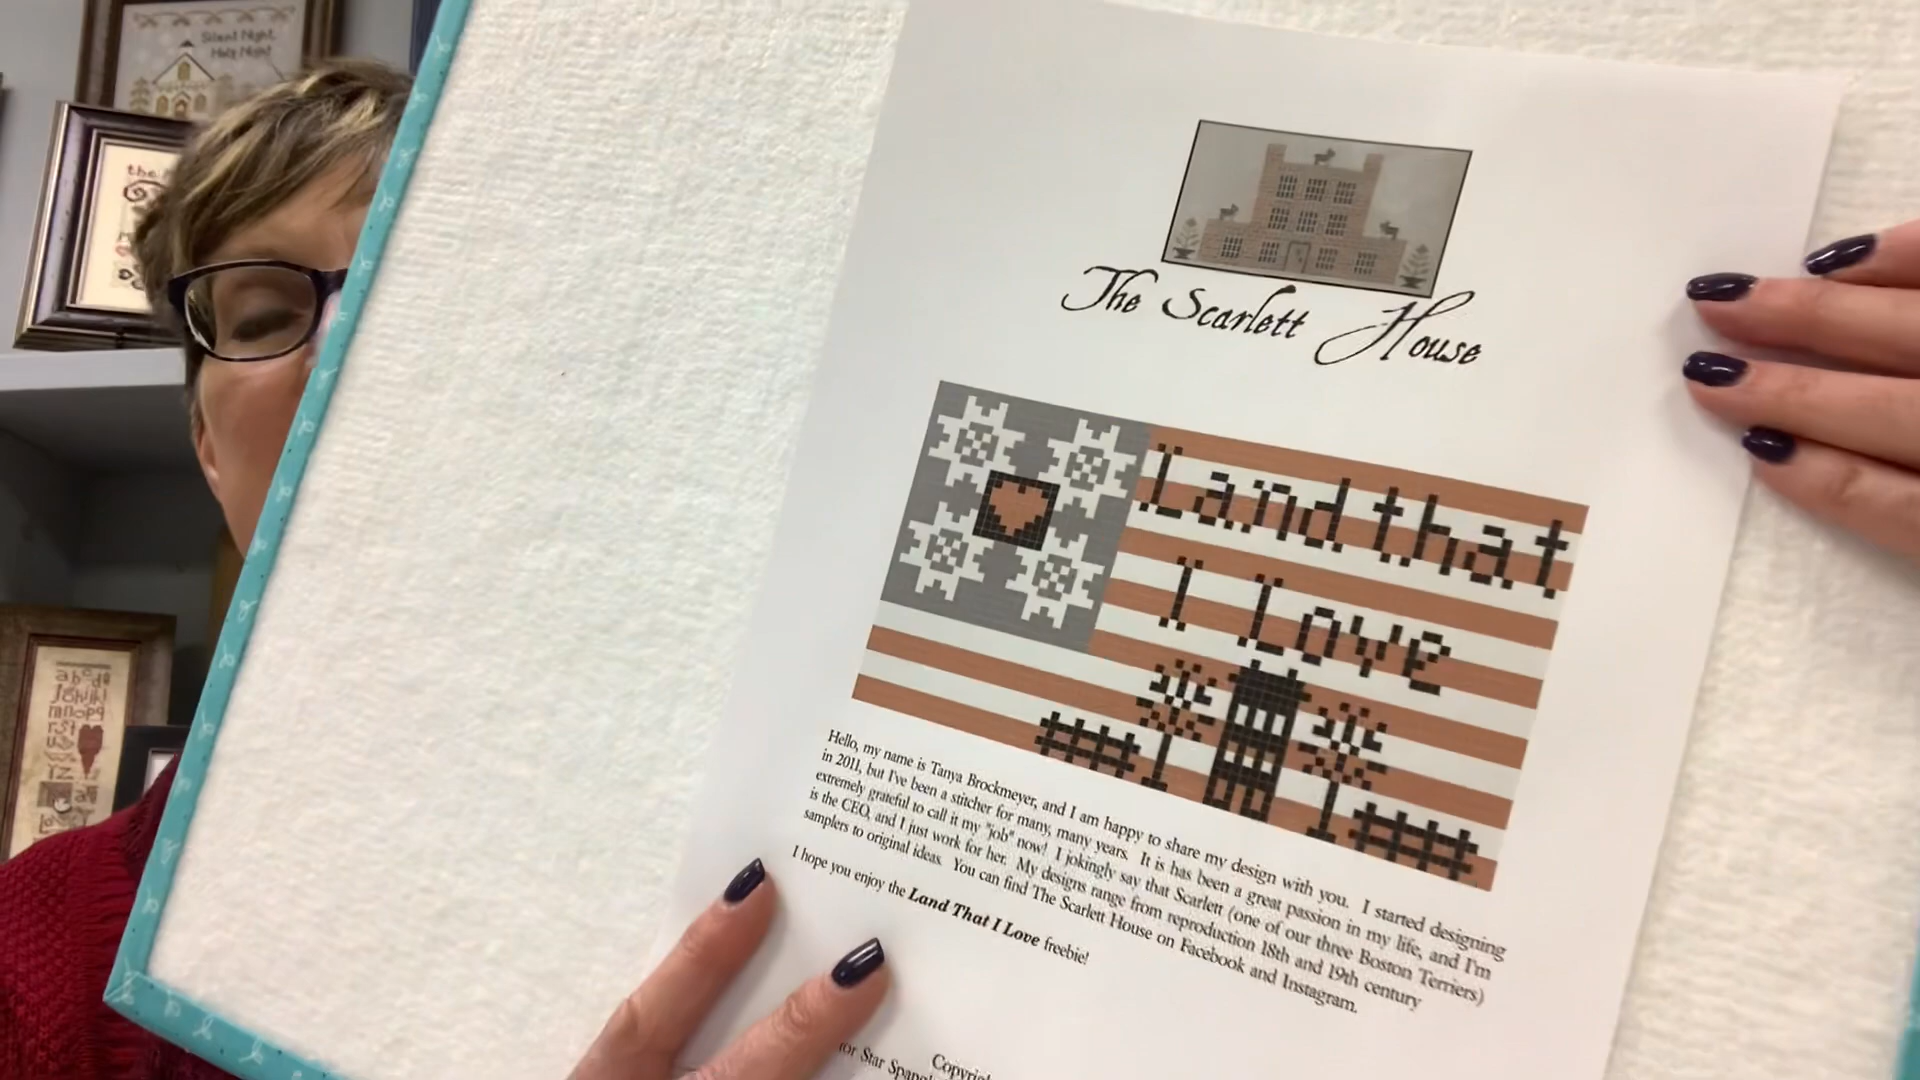 Silent Night,
Holy Night
the
abcde
The Scarlett House
Land that
I Love
Hello, my name is Tanya Brockmeyer, and I am happy to share my design with you. I started designing
in 2011, but I've been a stitcher for many, many years. It is has been a great passion in my life, and I'm
extremely grateful to call it my "job" now! I jokingly say that Scarlett (one of our three Boston Terriers)
is the CEO, and I just work for her. My designs range from reproduction 18th and 19th century
samplers to original ideas. You can find The Scarlett House on Facebook and Instagram.
I hope you enjoy the Land That I Love freebie!
Star